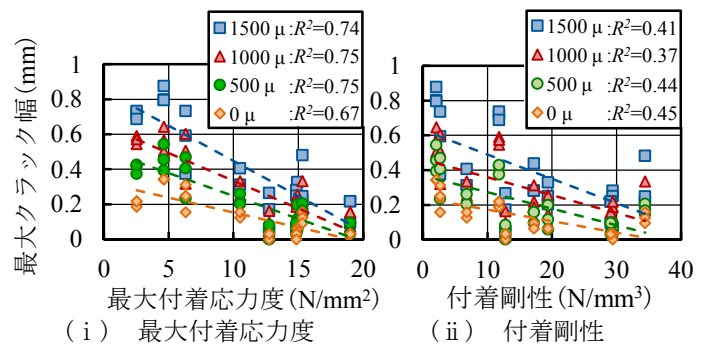 1500 μ :R²=0.74
1000 μ :R²=0.75
500 μ :R²=0.75
0 μ :R²=0.67
1
0.8
0.6
0.4
0.2
0
0 5 10 15 20
最大クラック幅(mm)
最大付着応力度(N/mm²)
(ⅰ) 最大付着応力度
1500 μ :R²=0.41
1000 μ :R²=0.37
500 μ :R²=0.44
0 μ :R²=0.45
1
0.8
0.6
0.4
0.2
0
0 10 20 30 40
付着剛性(N/mm³)
(ⅱ) 付着剛性